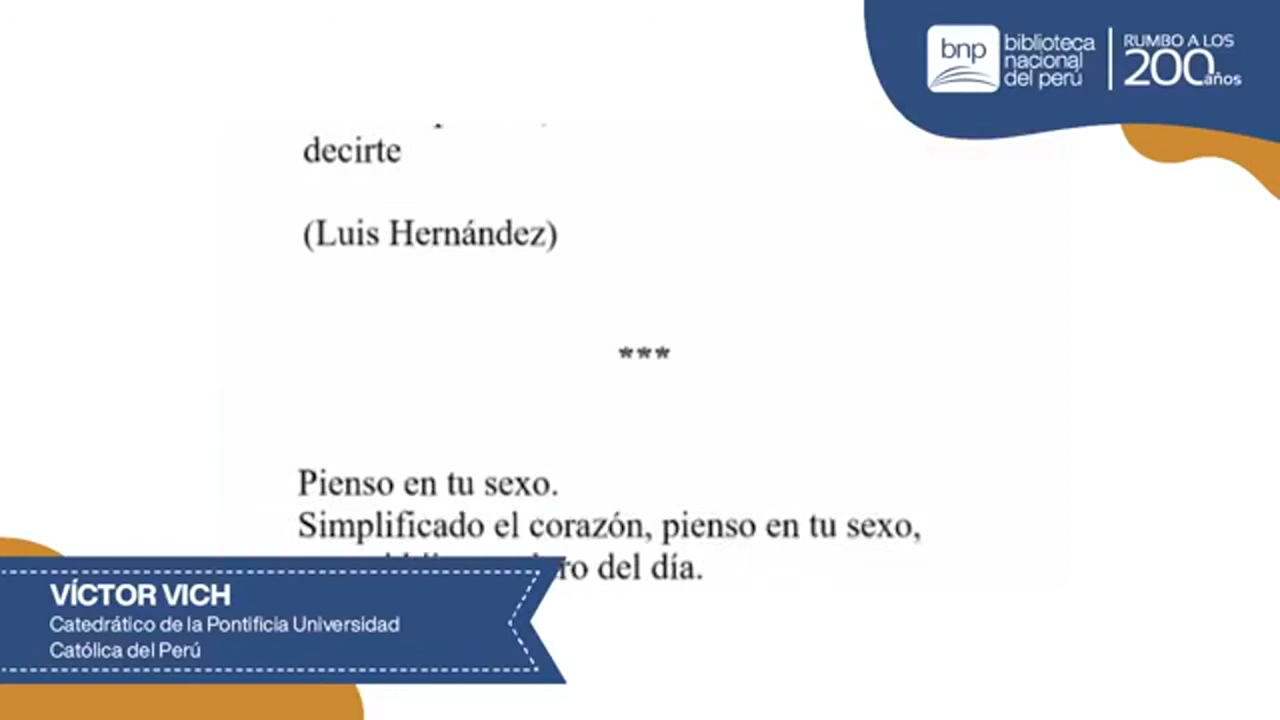 bnp
biblioteca
nacional
del perú
RUMBO A LOS
200
años
decirte
(Luis Hernández)
***
Pienso en tu sexo.
Simplificado el corazón, pienso en tu sexo,
del día.
VÍCTOR VICH
Catedrático de la Pontificia Universidad
Católica del Perú